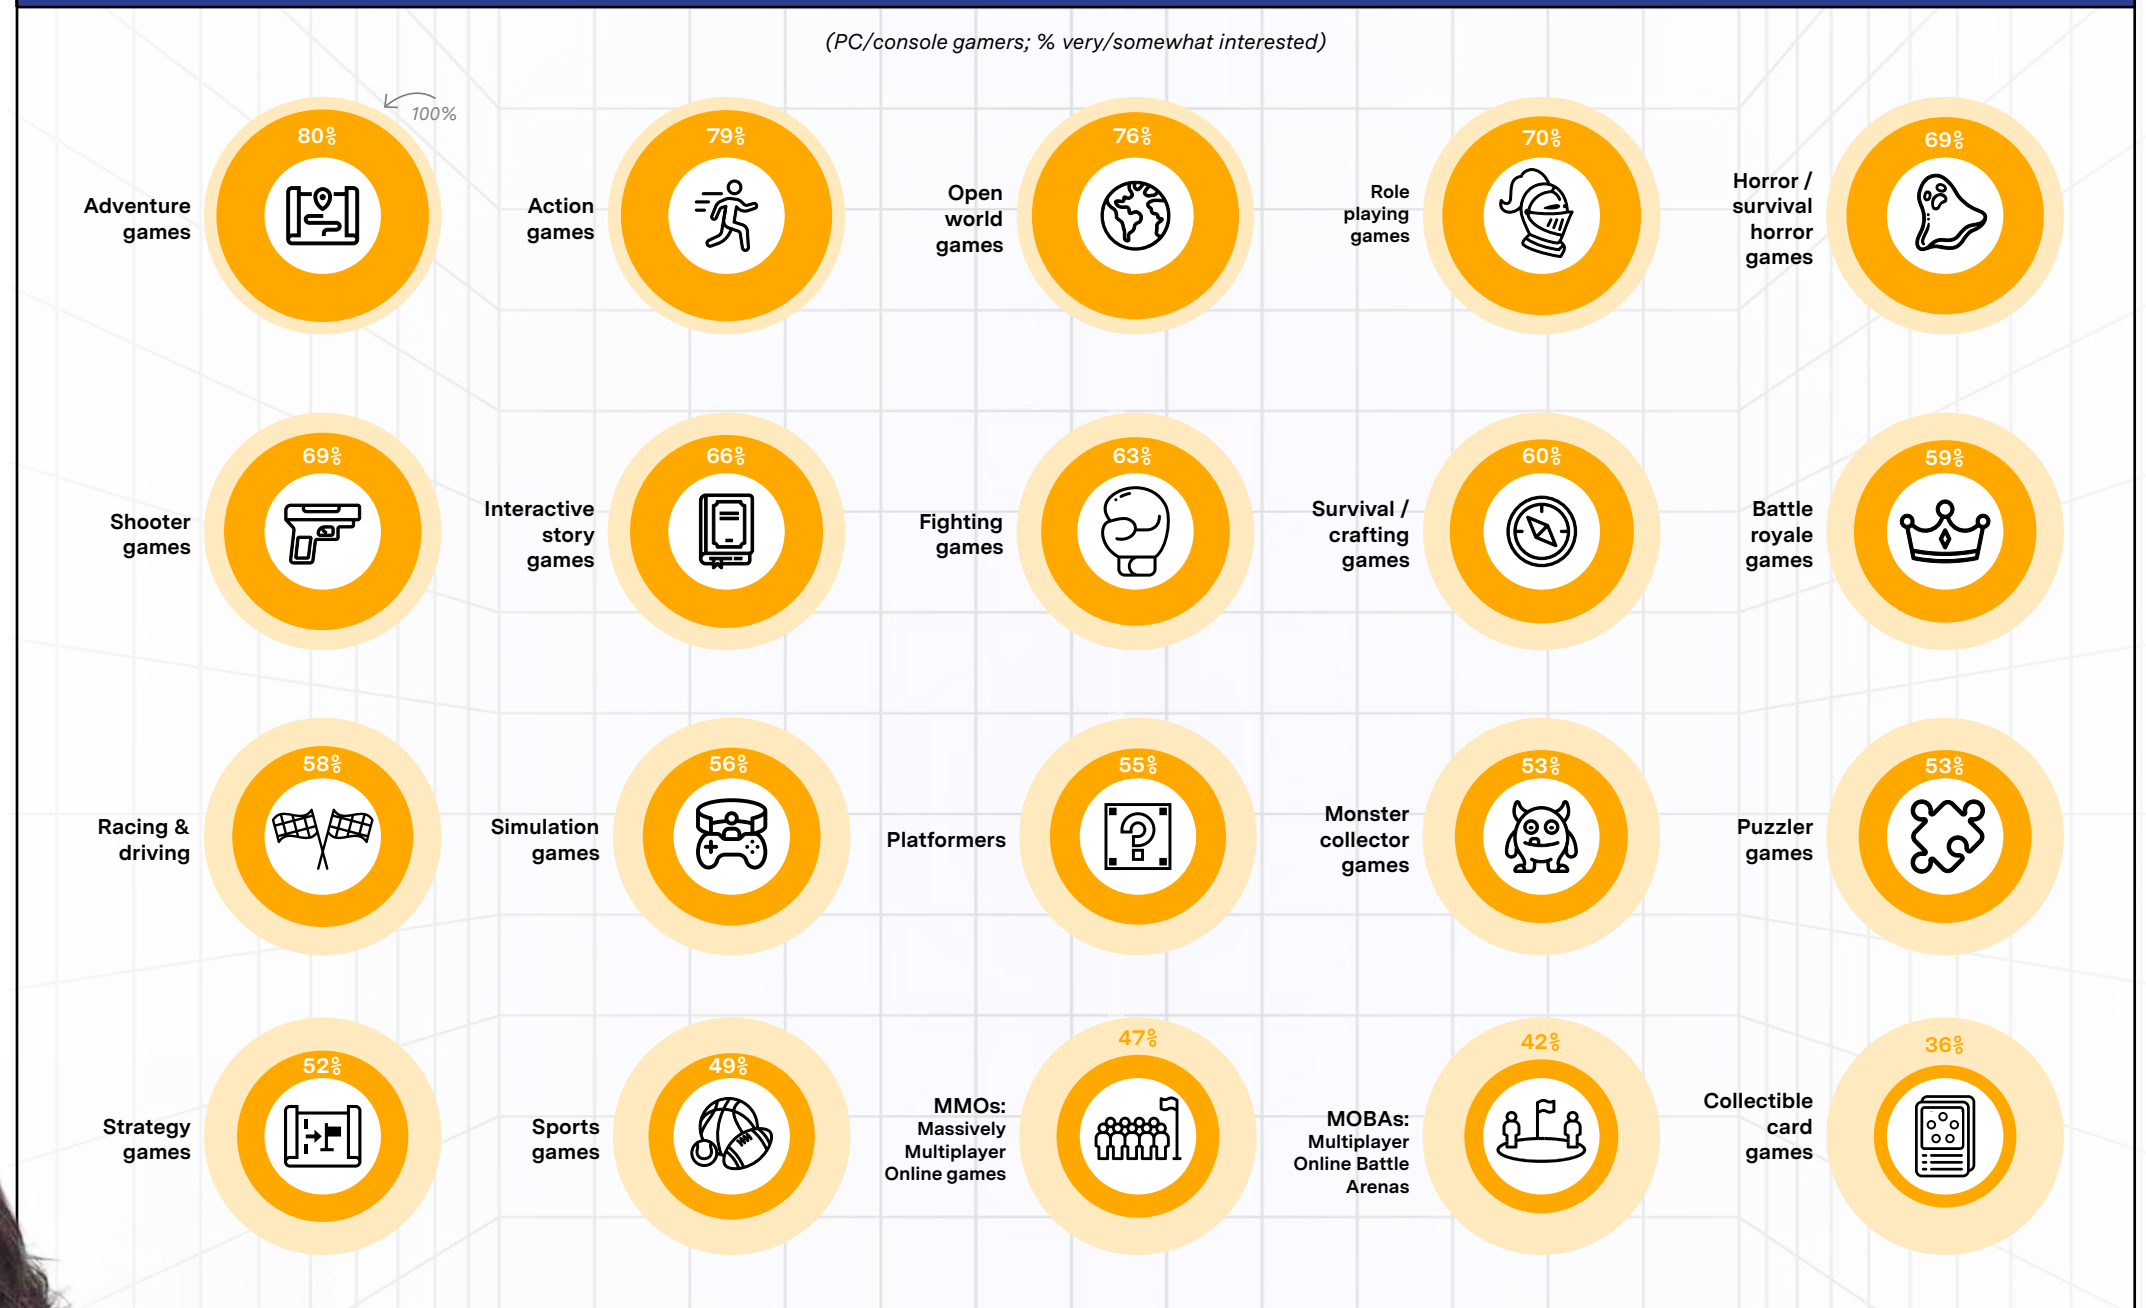 (PC/console gamers; % very/somewhat interested)
100%
80%
Adventure
games
79%
Action
games
76%
Open
world
games
70%
Role
playing
games
69%
Horror /
survival
horror
games
69%
Shooter
games
66%
Interactive
story
games
63%
Fighting
games
60%
Survival /
crafting
games
59%
Battle
royale
games
58%
Racing &
driving
56%
Simulation
games
55%
Platformers
53%
Monster
collector
games
53%
Puzzler
games
52%
Strategy
games
49%
Sports
games
47%
MMOs:
Massively
Multiplayer
Online games
42%
MOBAs:
Multiplayer
Online Battle
Arenas
36%
Collectible
card
games